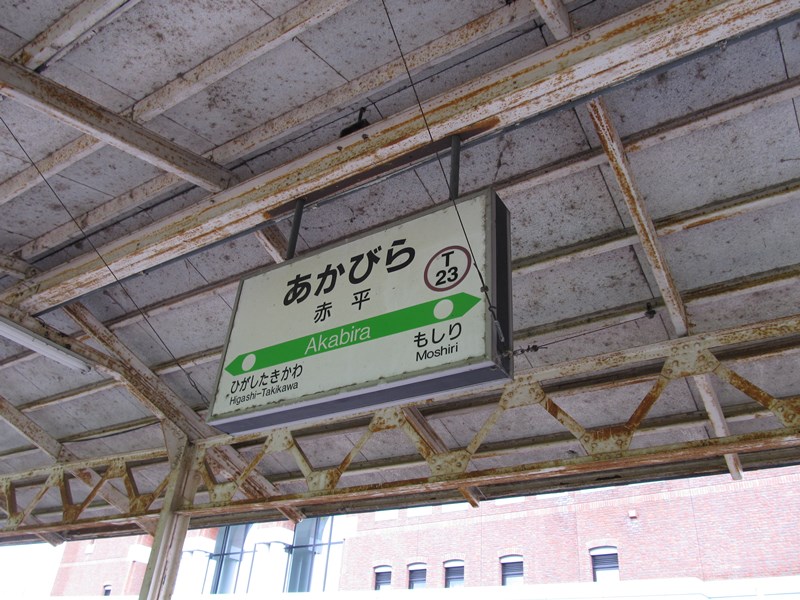 あかびら
T
23
赤平
Akabira
ひがしたきかわ
Higashi-Takikawa
もしり
Moshiri